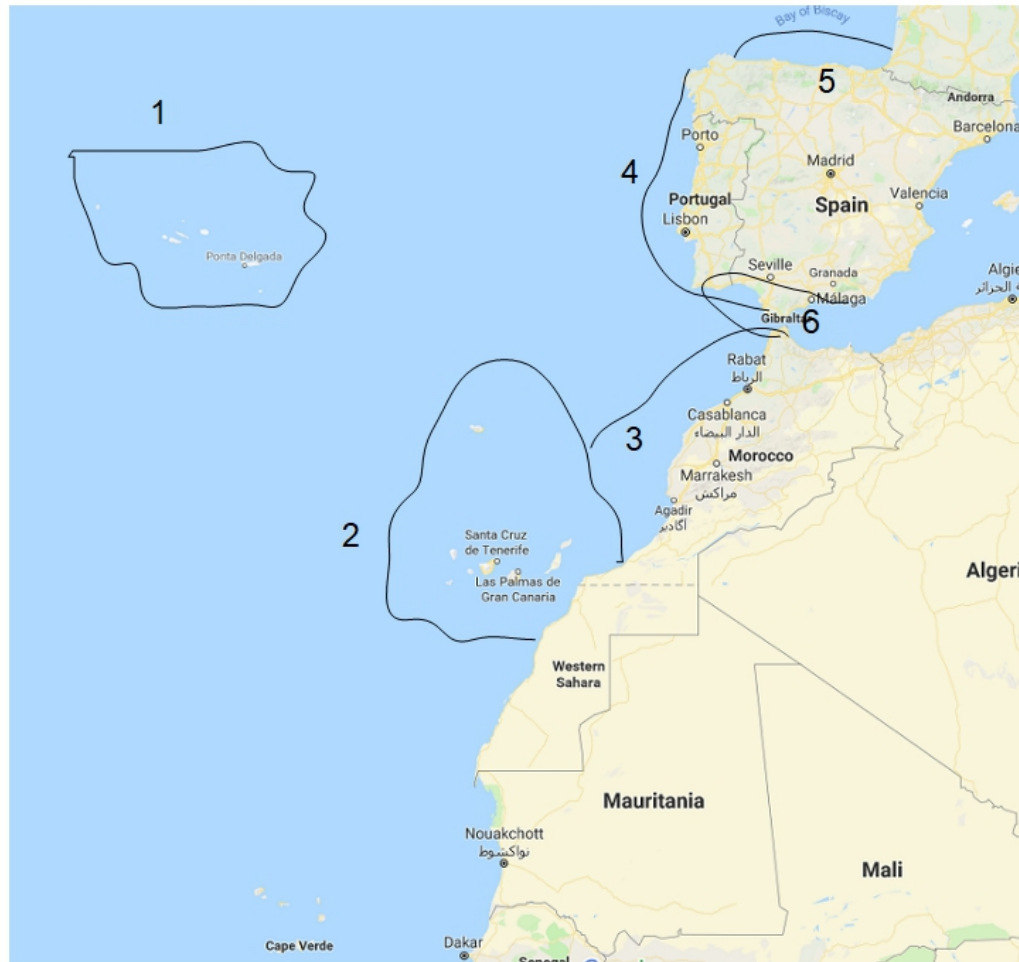 Bay of Biscay
5
Andorra
1
Barcelona
Porto
Madrid
4
Valencia
Portugal
Spain
Lisbon
Ponta Delgada
Seville
Granada
Algie
ة الجزائر
Málaga
Gibraltar
6
Rabat
الرباط
3
Casablanca
الدار البيضاء
Morocco
Marrakesh
مراكش
Agadir
أكادير
2
Santa Cruz
de Tenerife
Las Palmas de
Gran Canaria
Algeri
Western
Sahara
Mauritania
Nouakchott
نواكشوط
Mali
Cape Verde
Dakar
Senegal